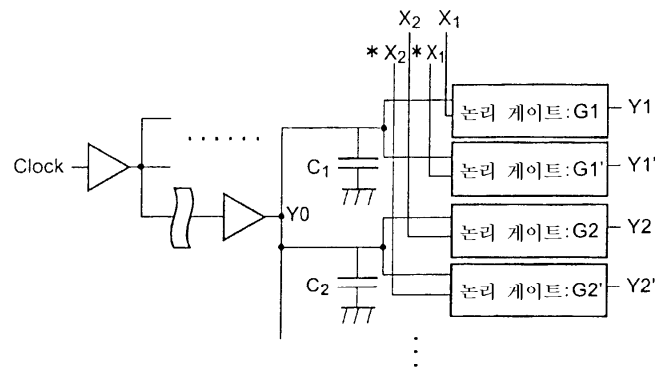 X₂ X₁
*X₂ *X₁
논리 게이트:G1 Y1
Clock
C₁
논리 게이트:G1' Y1'
Y0
논리 게이트:G2 Y2
C₂
논리 게이트:G2' Y2'